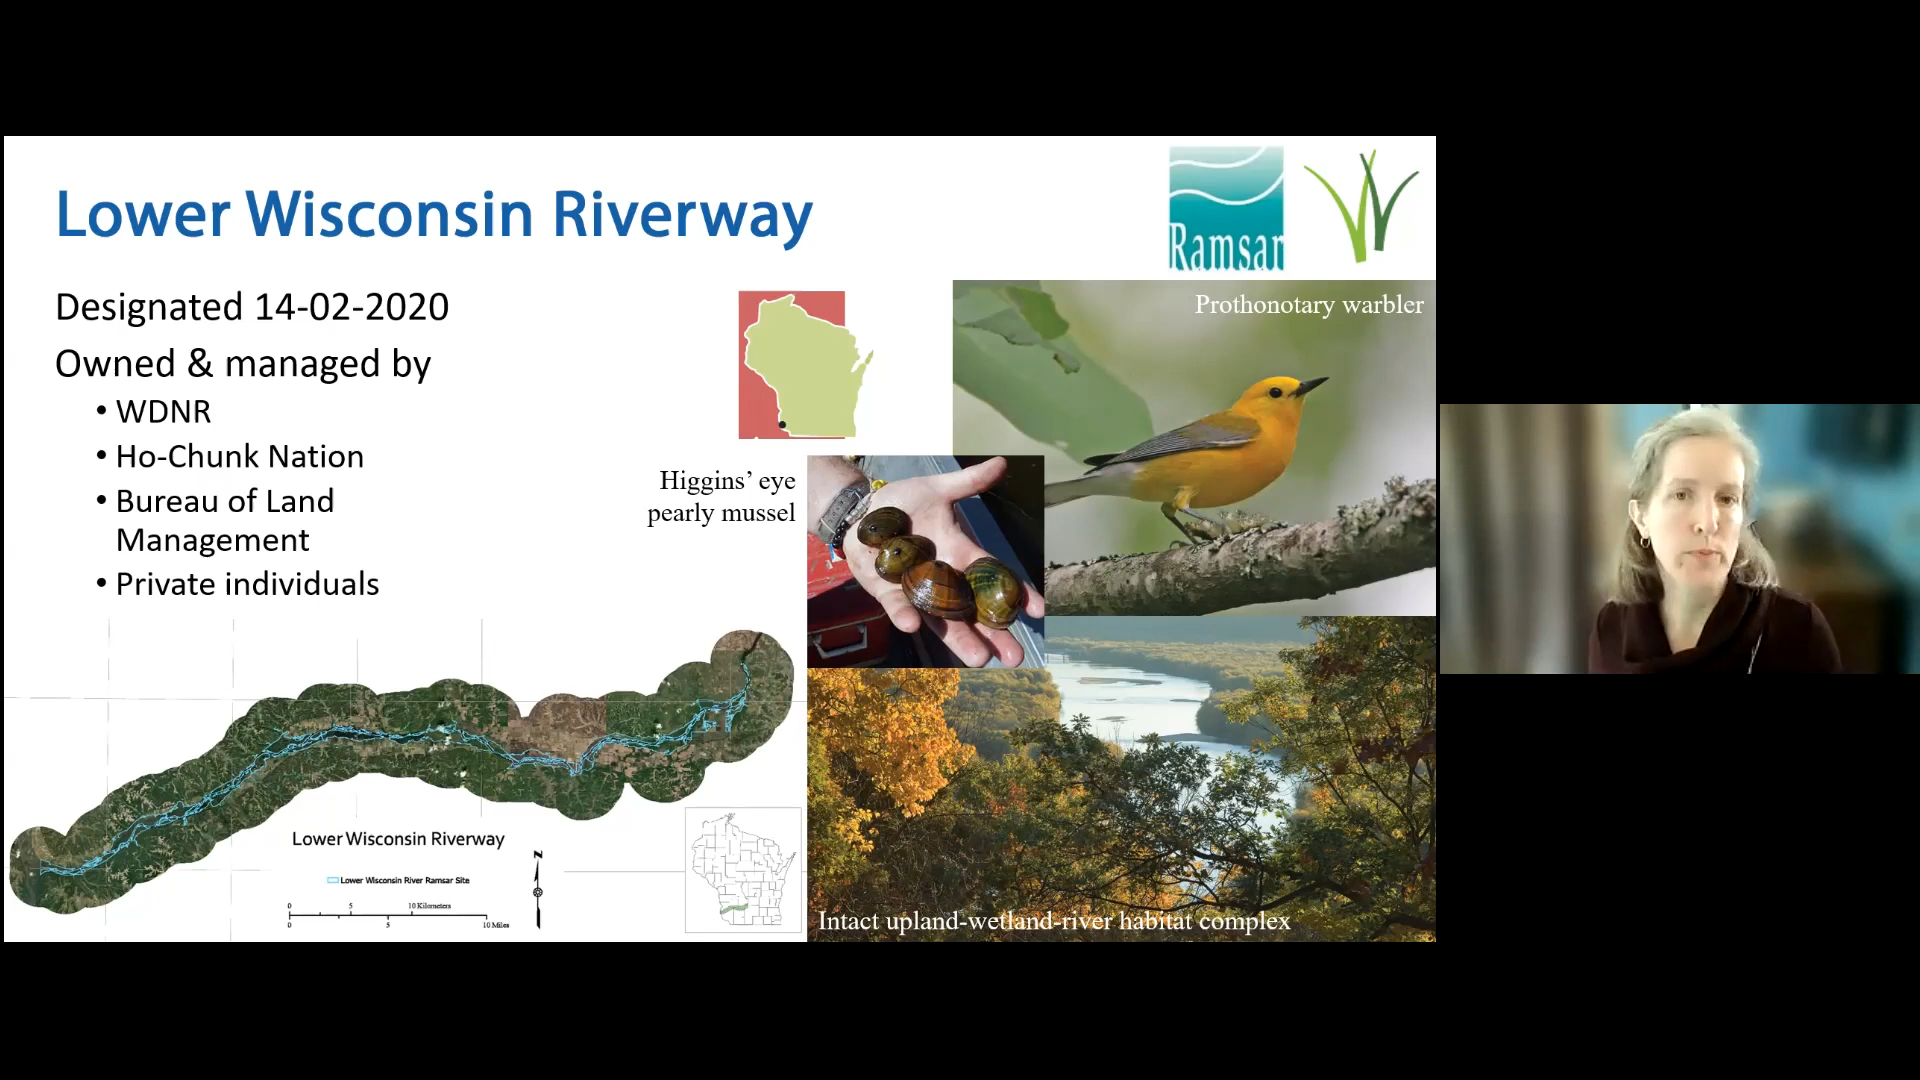 Lower Wisconsin Riverway
Ramsar
Designated 14-02-2020
Owned & managed by
• WDNR
• Ho-Chunk Nation
• Bureau of Land
Management
• Private individuals
Prothonotary warbler
Higgins’ eye
pearly mussel
Lower Wisconsin Riverway
Lower Wisconsin River Ramsar Site
0 5 10 Kilometers
0 5 10 Miles
N
Intact upland-wetland-river habitat complex